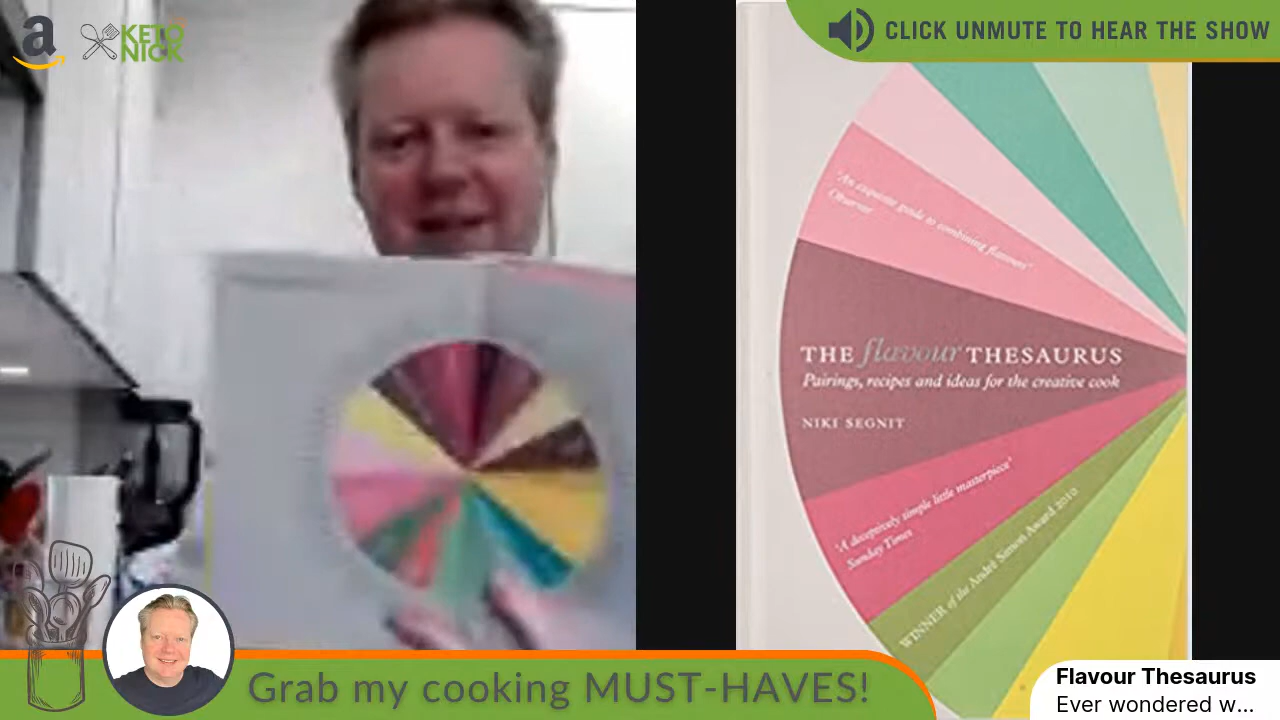 a
KETO
NICK
CLICK UNMUTE TO HEAR THE SHOW
'An exquisite guide to combining flavours'
Observer
THE flavour THESAURUS
Pairings, recipes and ideas for the creative cook
NIKI SEGNIT
'A deceptively simple little masterpiece'
Sunday Times
WINNER of the André Simon Award 2010
Grab my cooking MUST-HAVES!
Flavour Thesaurus
Ever wondered w...